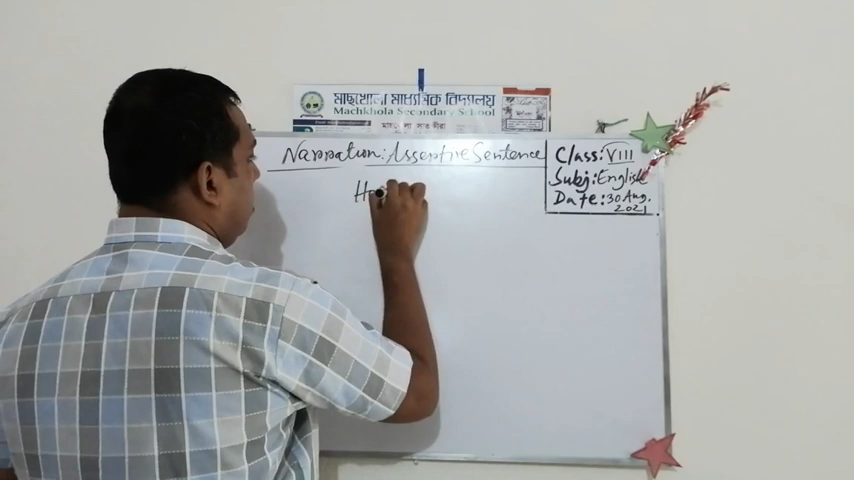 মাছখোলা মাধ্যমিক বিদ্যালয়
Machkhola Secondary School
Narration: Assertive Sentence
Class: VIII
Subj: English
Date: 30 Aug.
2021
H